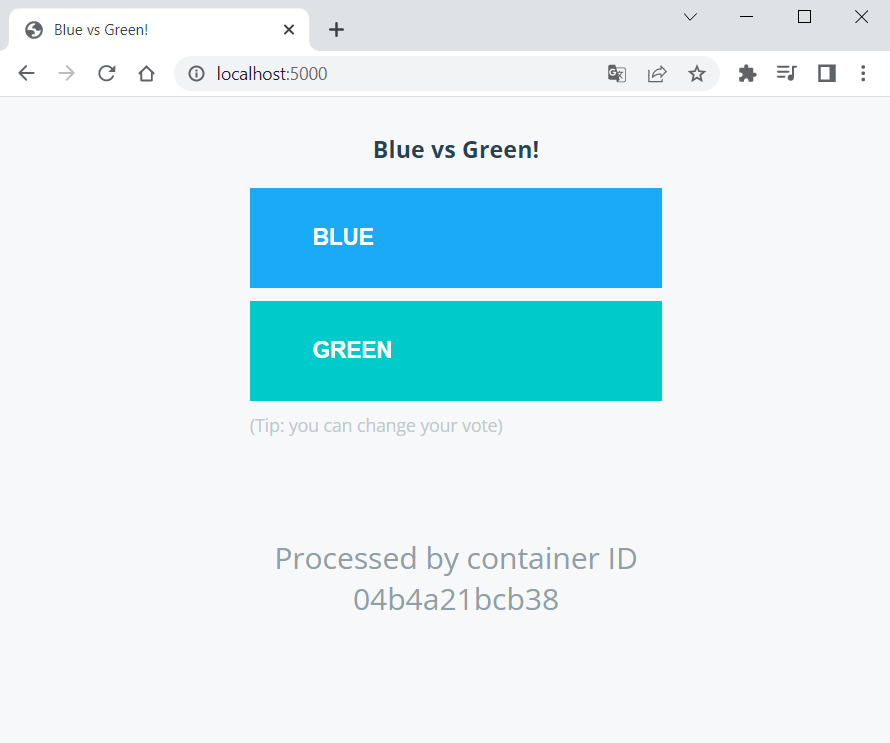 Blue vs Green!
localhost:5000
Blue vs Green!
BLUE
GREEN
(Tip: you can change your vote)
Processed by container ID
04b4a21bcb38